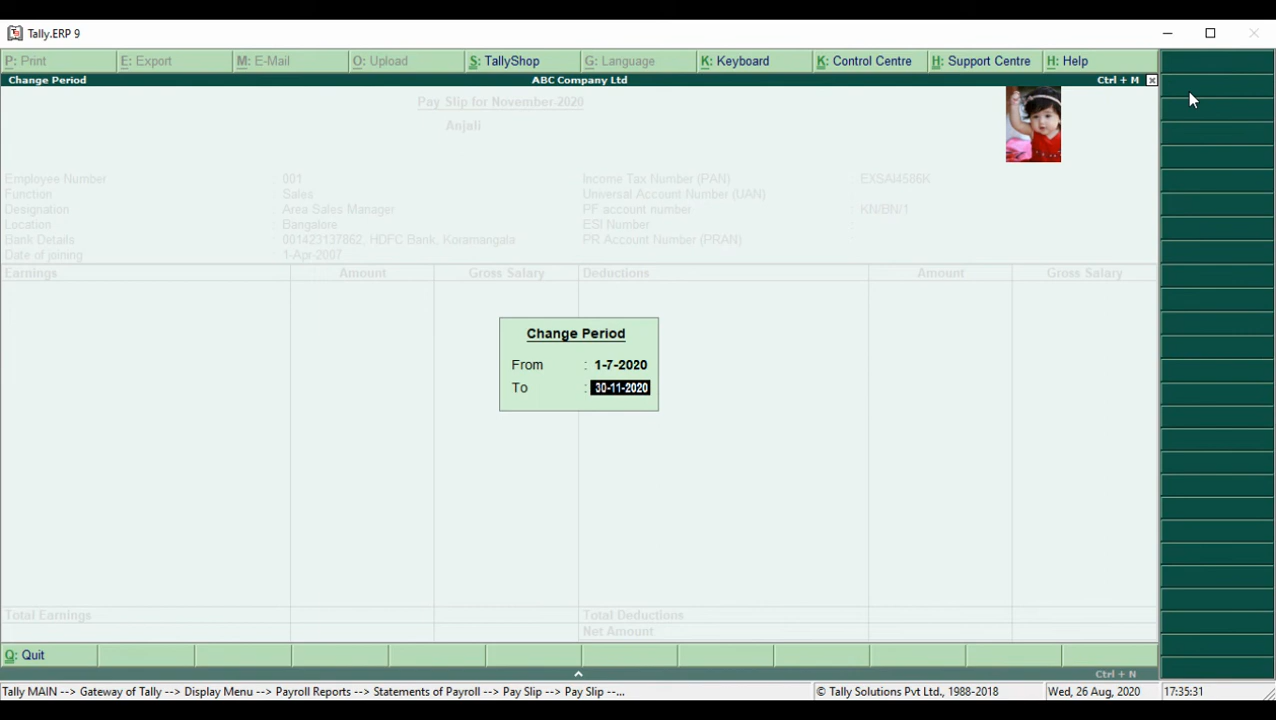 Tally.ERP 9
P: Print E: Export M: E-Mail O: Upload S: TallyShop G: Language K: Keyboard K: Control Centre H: Support Centre H: Help
Change Period ABC Company Ltd Ctrl + M
Pay Slip for November-2020
Anjali
Employee Number : 001 Income Tax Number (PAN) : EXSAI4586K
Function : Sales Universal Account Number (UAN) :
Designation : Area Sales Manager PF account number : KN/BN/1
Location : Bangalore ESI Number :
Bank Details : 001423137862, HDFC Bank, Koramangala PR Account Number (PRAN) :
Date of joining : 1-Apr-2007
Earnings Amount Gross Salary Deductions Amount Gross Salary
Change Period
From : 1-7-2020
To : 30-11-2020
Total Earnings Total Deductions
Net Amount
Q: Quit
Ctrl + N
Tally MAIN --> Gateway of Tally --> Display Menu --> Payroll Reports --> Statements of Payroll --> Pay Slip --> Pay Slip --... © Tally Solutions Pvt Ltd., 1988-2018 Wed, 26 Aug, 2020 17:35:31